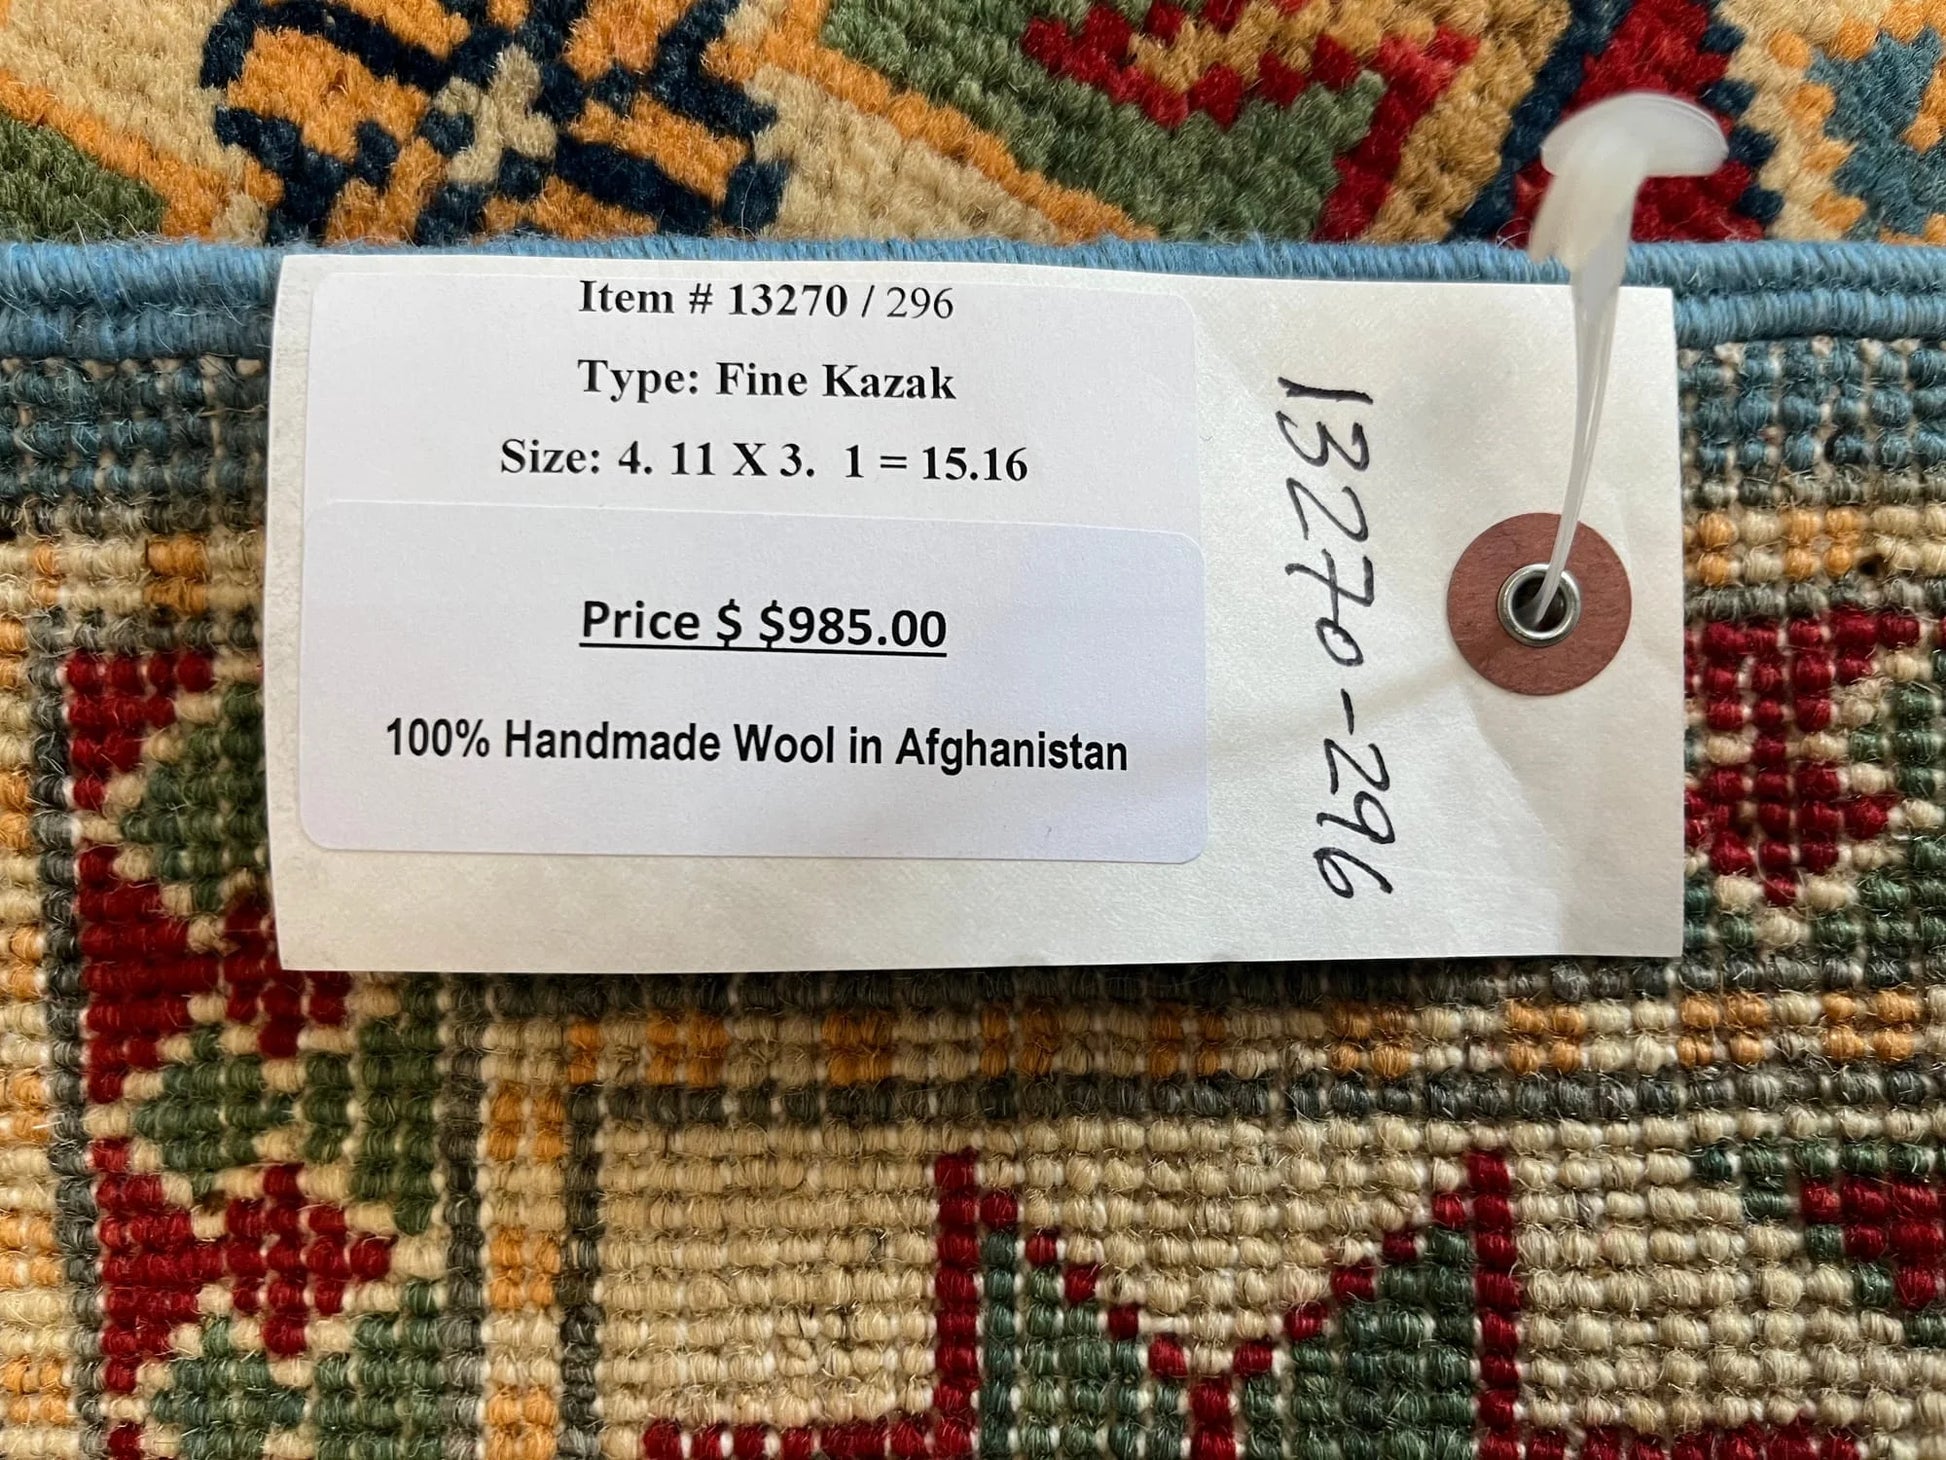 Item # 13270 / 296
Type: Fine Kazak
Size: 4. 11 X 3.  1 = 15.16
Price $ $985.00
100% Handmade Wool in Afghanistan
13270-296